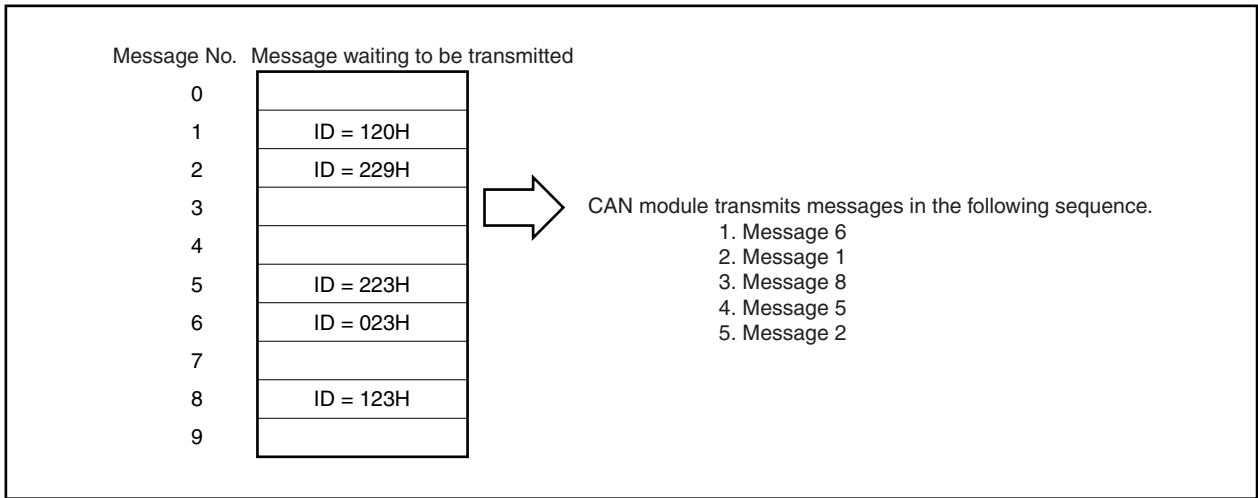 Message No. Message waiting to be transmitted
0
1 ID = 120H
2 ID = 229H
3
4
5 ID = 223H
6 ID = 023H
7
8 ID = 123H
9
CAN module transmits messages in the following sequence.
1. Message 6
2. Message 1
3. Message 8
4. Message 5
5. Message 2